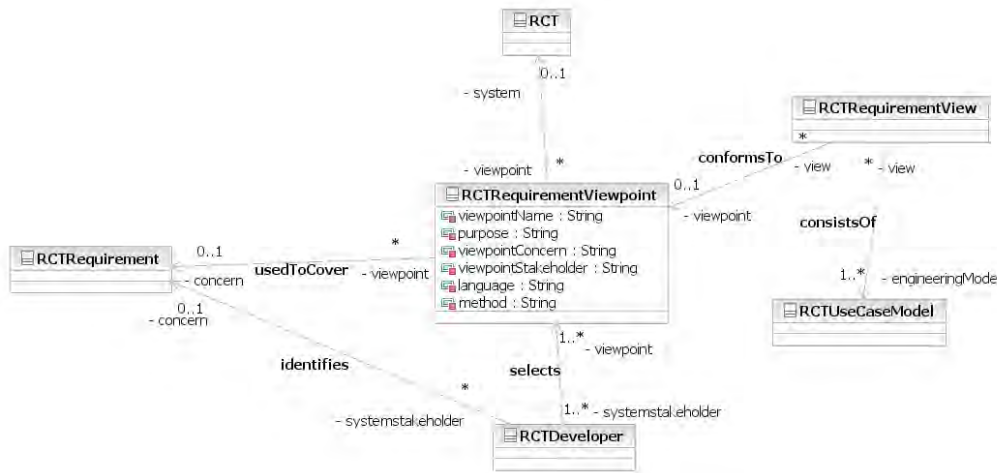 RCT
0..1
- system
RCTRequirementView
*
conformsTo
- view
*
- view
- viewpoint
*
0..1
- viewpoint
RCTRequirementViewpoint
viewpointName : String
purpose : String
viewpointConcern : String
viewpointStakeholder : String
language : String
method : String
consistsOf
1..*
- engineeringMode
RCTUseCaseModel
RCTRequirement
0..1
- concern
usedToCover
*
- viewpoint
0..1
- concern
identifies
*
- systemstakeholder
1..*
- viewpoint
selects
1..*
- systemstakeholder
RCTDeveloper